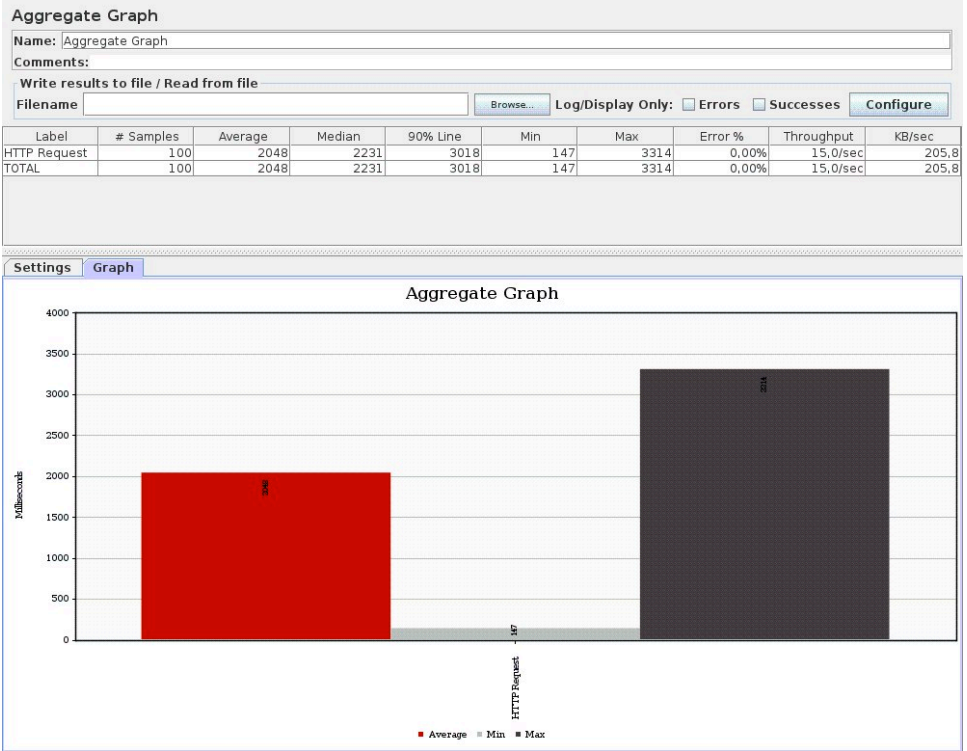 Aggregate Graph
Name: Aggregate Graph
Comments:
Write results to file / Read from file
Filename Browse... Log/Display Only: Errors Successes Configure
Label # Samples Average Median 90% Line Min Max Error % Throughput KB/sec
HTTP Request 100 2048 2231 3018 147 3314 0,00% 15,0/sec 205,8
TOTAL 100 2048 2231 3018 147 3314 0,00% 15,0/sec 205,8
Settings Graph
Aggregate Graph
4000
3500
3000
2500
2000
1500
1000
500
0
Milliseconds
2048
147
3314
HTTP Request
Average Min Max